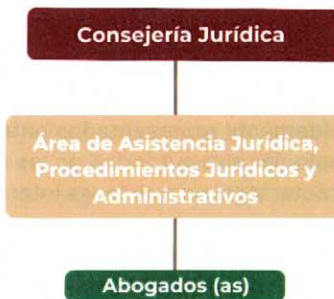 Consejería Jurídica
Área de Asistencia Jurídica,
Procedimientos Jurídicos y
Administrativos
Abogados (as)